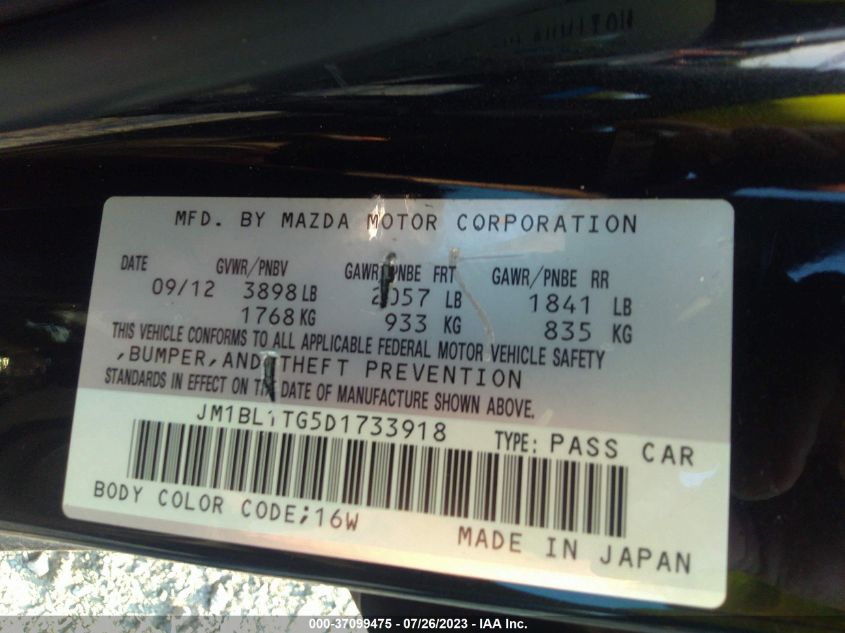 MFD. BY MAZDA MOTOR CORPORATION
DATE GVWR/PNBV GAWR/PNBE FRT GAWR/PNBE RR
09/12 3898 LB 2057 LB 1841 LB
1768 KG 933 KG 835 KG
THIS VEHICLE CONFORMS TO ALL APPLICABLE FEDERAL MOTOR VEHICLE SAFETY
,BUMPER,AND THEFT PREVENTION
STANDARDS IN EFFECT ON THE DATE OF MANUFACTURE SHOWN ABOVE.
JM1BL1TG5D1733918 TYPE: PASS CAR
BODY COLOR CODE;16W
MADE IN JAPAN
000-37099475 - 07/26/2023 - IAA Inc.